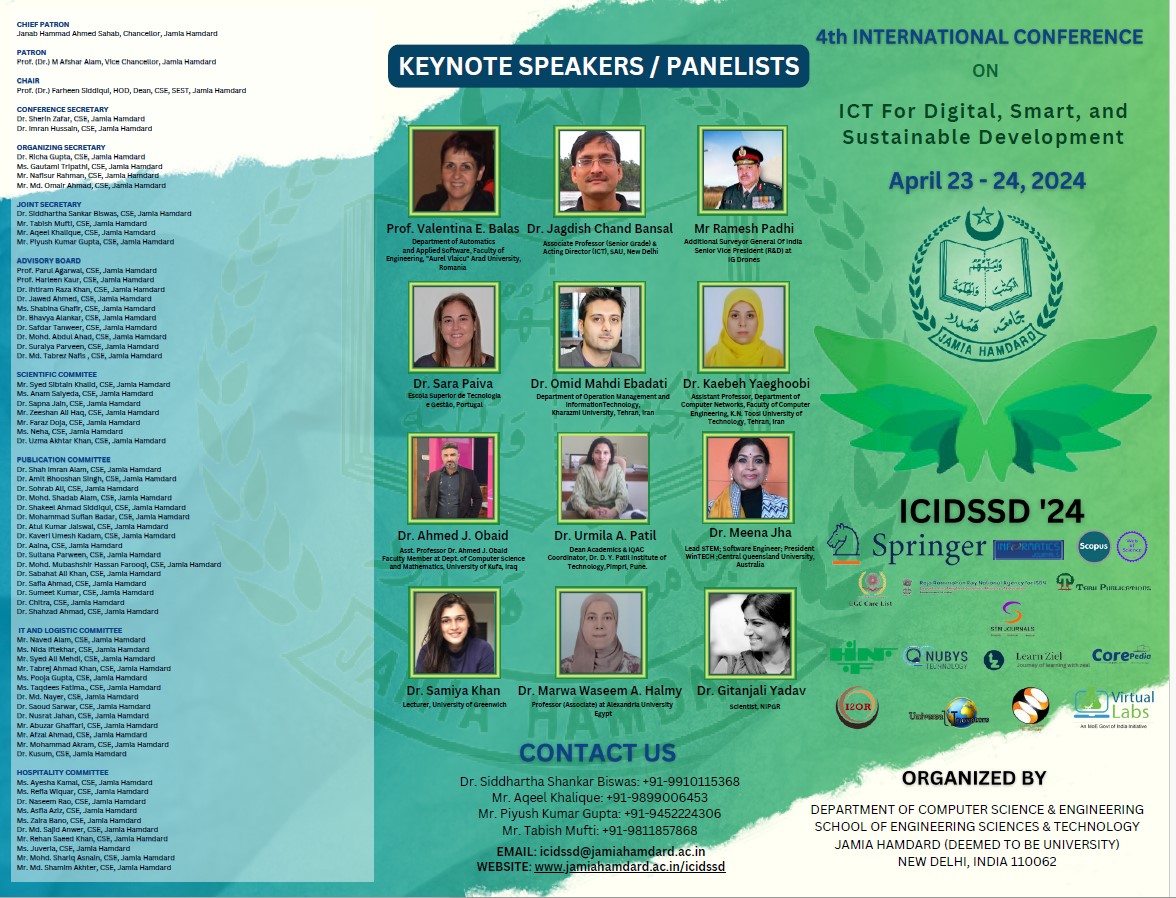 CHIEF PATRON
Janab Hammad Ahmed Sahab, Chancellor, Jamia Hamdard
PATRON
Prof. (Dr.) M Afshar Alam, Vice Chancellor, Jamia Hamdard
CHAIR
Prof. (Dr.) Farheen Siddiqui, HOD, Dean, CSE, SEST, Jamia Hamdard
CONFERENCE SECRETARY
Dr. Sherin Zafar, CSE, Jamia Hamdard
Dr. Imran Hussain, CSE, Jamia Hamdard
ORGANIZING SECRETARY
Dr. Richa Gupta, CSE, Jamia Hamdard
Ms. Gautami Tripathi, CSE, Jamia Hamdard
Mr. Nafisur Rahman, CSE, Jamia Hamdard
Mr. Md. Omair Ahmad, CSE, Jamia Hamdard
JOINT SECRETARY
Dr. Siddhartha Sankar Biswas, CSE, Jamia Hamdard
Mr. Tabish Mufti, CSE, Jamia Hamdard
Mr. Aqeel Khalique, CSE, Jamia Hamdard
Mr. Piyush Kumar Gupta, CSE, Jamia Hamdard
ADVISORY BOARD
Prof. Parul Agarwal, CSE, Jamia Hamdard
Prof. Harleen Kaur, CSE, Jamia Hamdard
Dr. Ihtiram Raza Khan, CSE, Jamia Hamdard
Dr. Jawed Ahmed, CSE, Jamia Hamdard
Ms. Shabina Ghafir, CSE, Jamia Hamdard
Ms. Bhavya Alankar, CSE, Jamia Hamdard
Dr. Safdar Tanweer, CSE, Jamia Hamdard
Dr. Mohd. Abdul Ahad, CSE, Jamia Hamdard
Dr. Suraiya Parveen, CSE, Jamia Hamdard
Dr. Md. Tabrez Nafis , CSE, Jamia Hamdard
SCIENTIFIC COMMITEE
Mr. Syed Sibtain Khalid, CSE, Jamia Hamdard
Ms. Anam Saiyeda, CSE, Jamia Hamdard
Dr. Sapna Jain, CSE, Jamia Hamdard
Mr. Zeeshan Ali Haq, CSE, Jamia Hamdard
Mr. Faraz Doja, CSE, Jamia Hamdard
Ms. Neha, CSE, Jamia Hamdard
Dr. Uzma Akhtar Khan, CSE, Jamia Hamdard
PUBLICATION COMMITTEE
Dr. Shah Imran Alam, CSE, Jamia Hamdard
Dr. Amit Bhooshan Singh, CSE, Jamia Hamdard
Dr. Sohrab Ali, CSE, Jamia Hamdard
Dr. Mohd. Shadab Alam, CSE, Jamia Hamdard
Dr. Shakeel Ahmad Siddiqui, CSE, Jamia Hamdard
Dr. Mohammad Sufian Badar, CSE, Jamia Hamdard
Dr. Atul Kumar Jaiswal, CSE, Jamia Hamdard
Dr. Kaveri Umesh Kadam, CSE, Jamia Hamdard
Dr. Aaina, CSE, Jamia Hamdard
Dr. Sultana Parween, CSE, Jamia Hamdard
Dr. Mohd. Mubashshir Hassan Farooqi, CSE, Jamia Hamdard
Dr. Sabahat Ali Khan, CSE, Jamia Hamdard
Dr. Safia Ahmad, CSE, Jamia Hamdard
Dr. Sumeet Kumar, CSE, Jamia Hamdard
Dr. Chitra, CSE, Jamia Hamdard
Dr. Shahzad Ahmad, CSE, Jamia Hamdard
IT AND LOGISTIC COMMITTEE
Mr. Naved Alam, CSE, Jamia Hamdard
Ms. Nida Iftekhar, CSE, Jamia Hamdard
Mr. Syed Ali Mehdi, CSE, Jamia Hamdard
Mr. Tabrej Ahmad Khan, CSE, Jamia Hamdard
Ms. Pooja Gupta, CSE, Jamia Hamdard
Ms. Taqdees Fatima., CSE, Jamia Hamdard
Dr. Md. Nayer, CSE, Jamia Hamdard
Dr. Saoud Sarwar, CSE, Jamia Hamdard
Dr. Nusrat Jahan, CSE, Jamia Hamdard
Mr. Abuzar Ghaffari, CSE, Jamia Hamdard
Mr. Afzal Ahmad, CSE, Jamia Hamdard
Mr. Mohammad Akram, CSE, Jamia Hamdard
Dr. Kusum, CSE, Jamia Hamdard
HOSPITALITY COMMITTEE
Ms. Ayesha Kamal, CSE, Jamia Hamdard
Ms. Refia Wiquar, CSE, Jamia Hamdard
Dr. Naseem Rao, CSE, Jamia Hamdard
Ms. Asfia Aziz, CSE, Jamia Hamdard
Ms. Zaira Bano, CSE, Jamia Hamdard
Dr. Md. Sajid Anwer, CSE, Jamia Hamdard
Mr. Rehan Saeed Khan, CSE, Jamia Hamdard
Ms. Juveria, CSE, Jamia Hamdard
Mr. Mohd. Shariq Asnain, CSE, Jamia Hamdard
Mr. Md. Shamim Akhter, CSE, Jamia Hamdard
KEYNOTE SPEAKERS / PANELISTS
Prof. Valentina E. Balas
Department of Automatics
and Applied Software, Faculty of
Engineering, "Aurel Vlaicu" Arad University,
Romania
Dr. Jagdish Chand Bansal
Associate Professor (Senior Grade) &
Acting Director (ICT), SAU, New Delhi
Mr Ramesh Padhi
Additional Surveyor General Of India
Senior Vice President (R&D) at
IG Drones
Dr. Sara Paiva
Escola Superior de Tecnologia
e Gestão, Portugal
Dr. Omid Mahdi Ebadati
Department of Operation Management and
InformationTechnology,
Kharazmi University, Tehran, Iran
Dr. Kaebeh Yaeghoobi
Assistant Professor, Department of
Computer Networks, Faculty of Computer
Engineering, K.N. Toosi University of
Technology, Tehran, Iran
Dr. Ahmed J. Obaid
Asst. Professor Dr. Ahmed J. Obaid
Faculty Member at Dept. of Computer Science
and Mathematics, University of Kufa, Iraq
Dr. Urmila A. Patil
Dean Academics & IQAC
Coordinator, Dr. D. Y. Patil Institute of
Technology,Pimpri, Pune.
Dr. Meena Jha
Lead STEM; Software Engineer; President
WinTECH ;Central Queensland University,
Australia
Dr. Samiya Khan
Lecturer, University of Greenwich
Dr. Marwa Waseem A. Halmy
Professor (Associate) at Alexandria University
Egypt
Dr. Gitanjali Yadav
Scientist, NIPGR
CONTACT US
Dr. Siddhartha Shankar Biswas: +91-9910115368
Mr. Aqeel Khalique: +91-9899006453
Mr. Piyush Kumar Gupta: +91-9452224306
Mr. Tabish Mufti: +91-9811857868
EMAIL: icidssd@jamiahamdard.ac.in
WEBSITE: www.jamiahamdard.ac.in/icidssd
4th INTERNATIONAL CONFERENCE
ON
ICT For Digital, Smart, and
Sustainable Development
April 23 - 24, 2024
JAMIA HAMDARD
ICIDSSD '24
Springer
INFORMATICS
Scopus
Web of Science
UGC Care List
Taru Publications
STM JOURNALS
NUBYS
TECHNOLOGY
Learn Ziel
Journey of learning with zeal
CorePedia
I2OR
Universal Innovators
Virtual
Labs
An MoE Govt of India Initiative
ORGANIZED BY
DEPARTMENT OF COMPUTER SCIENCE & ENGINEERING
SCHOOL OF ENGINEERING SCIENCES & TECHNOLOGY
JAMIA HAMDARD (DEEMED TO BE UNIVERSITY)
NEW DELHI, INDIA 110062